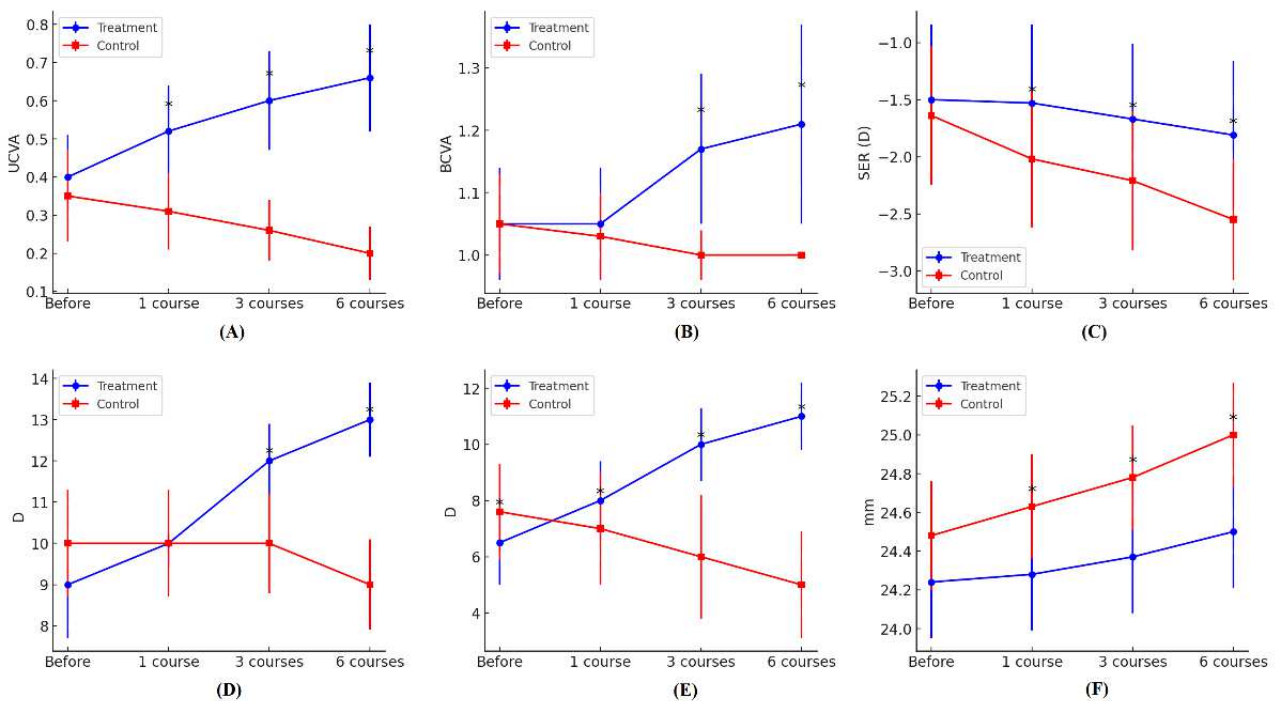 0.8
0.7
0.6
0.5
0.4
0.3
0.2
0.1
UCVA
Treatment
Control
*
*
*
Before
1 course
3 courses
6 courses
(A)
1.3
1.2
1.1
1.0
BCVA
Treatment
Control
*
*
Before
1 course
3 courses
6 courses
(B)
−1.0
−1.5
−2.0
−2.5
−3.0
SER (D)
*
*
*
Treatment
Control
Before
1 course
3 courses
6 courses
(C)
14
13
12
11
10
9
8
D
Treatment
Control
*
*
Before
1 course
3 courses
6 courses
(D)
12
10
8
6
4
D
Treatment
Control
*
*
*
*
Before
1 course
3 courses
6 courses
(E)
25.2
25.0
24.8
24.6
24.4
24.2
24.0
mm
Treatment
Control
*
*
*
Before
1 course
3 courses
6 courses
(F)